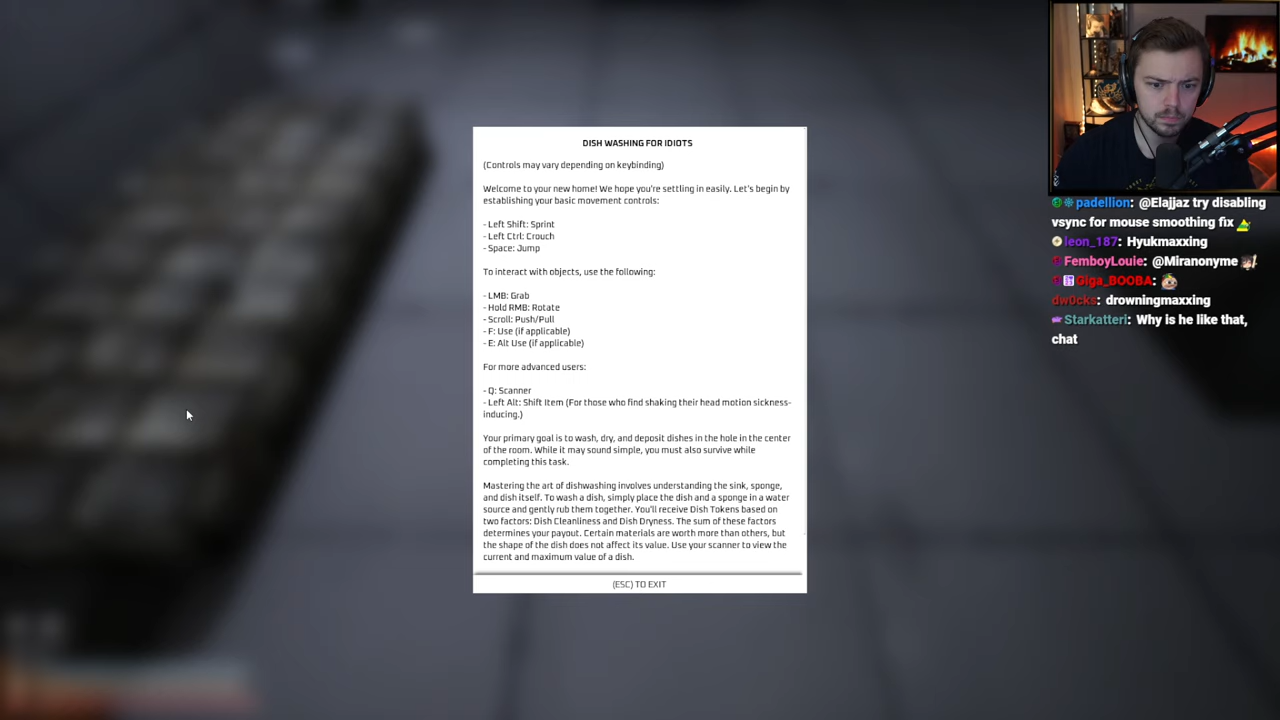 DISH WASHING FOR IDIOTS
(Controls may vary depending on keybinding)
Welcome to your new home! We hope you're settling in easily. Let's begin by
establishing your basic movement controls:
- Left Shift: Sprint
- Left Ctrl: Crouch
- Space: Jump
To interact with objects, use the following:
- LMB: Grab
- Hold RMB: Rotate
- Scroll: Push/Pull
- F: Use (if applicable)
- E: Alt Use (if applicable)
For more advanced users:
- Q: Scanner
- Left Alt: Shift Item (For those who find shaking their head motion sickness-
inducing.)
Your primary goal is to wash, dry, and deposit dishes in the hole in the center
of the room. While it may sound simple, you must also survive while
completing this task.
Mastering the art of dishwashing involves understanding the sink, sponge,
and dish itself. To wash a dish, simply place the dish and a sponge in a water
source and gently rub them together. You'll receive Dish Tokens based on
two factors: Dish Cleanliness and Dish Dryness. The sum of these factors
determines your payout. Certain materials are worth more than others, but
the shape of the dish does not affect its value. Use your scanner to view the
current and maximum value of a dish.
(ESC) TO EXIT
padellion: @Elajjaz try disabling
vsync for mouse smoothing fix
leon_187: Hyukmaxxing
FemboyLouie: @Miranonyme
Giga_BOOBA:
dw0cks: drowningmaxxing
Starkatteri: Why is he like that,
chat